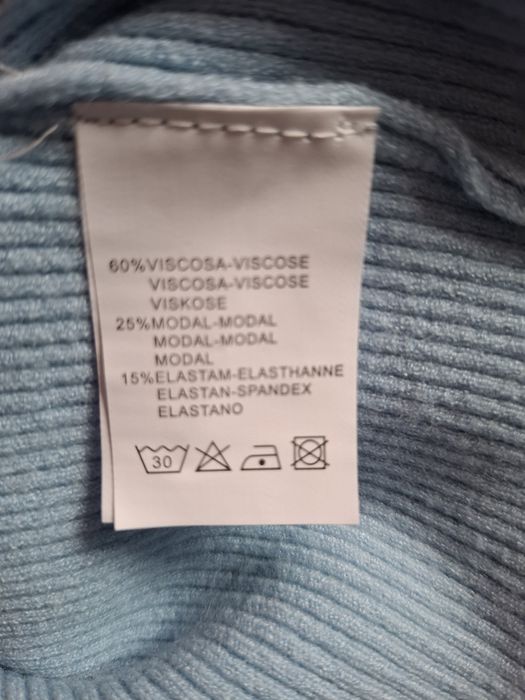 60%VISCOSA-VISCOSE
VISCOSA-VISCOSE
VISKOSE
25%MODAL-MODAL
MODAL-MODAL
MODAL
15%ELASTAM-ELASTHANNE
ELASTAN-SPANDEX
ELASTANO
30